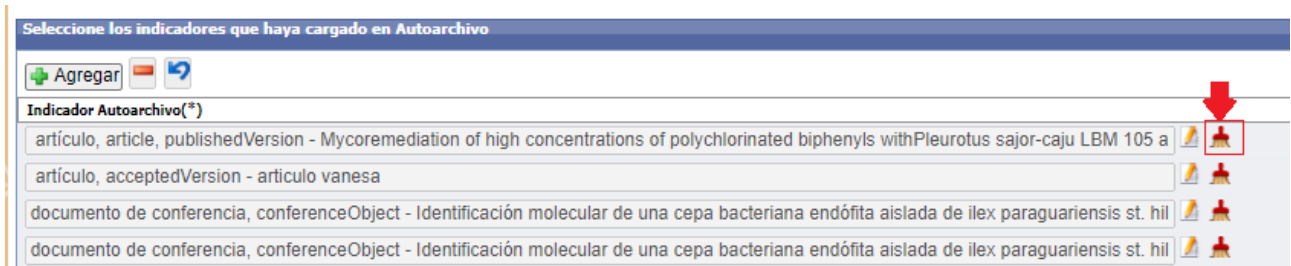 Seleccione los indicadores que haya cargado en Autoarchivo
Agregar
Indicador Autoarchivo(*)
artículo, article, publishedVersion - Mycoremediation of high concentrations of polychlorinated biphenyls withPleurotus sajor-caju LBM 105 a
artículo, acceptedVersion - articulo vanesa
documento de conferencia, conferenceObject - Identificación molecular de una cepa bacteriana endófita aislada de ilex paraguariensis st. hil
documento de conferencia, conferenceObject - Identificación molecular de una cepa bacteriana endófita aislada de ilex paraguariensis st. hil